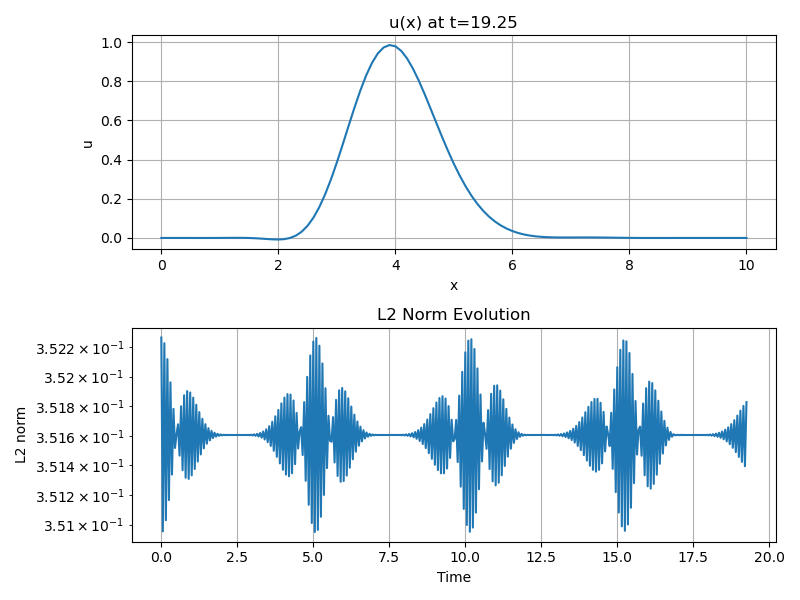 u(x) at t=19.25
1.0
0.8
0.6
0.4
0.2
0.0
u
0 2 4 6 8 10
x
L2 Norm Evolution
3.522 × 10⁻¹
3.52 × 10⁻¹
3.518 × 10⁻¹
3.516 × 10⁻¹
3.514 × 10⁻¹
3.512 × 10⁻¹
3.51 × 10⁻¹
L2 norm
0.0 2.5 5.0 7.5 10.0 12.5 15.0 17.5 20.0
Time